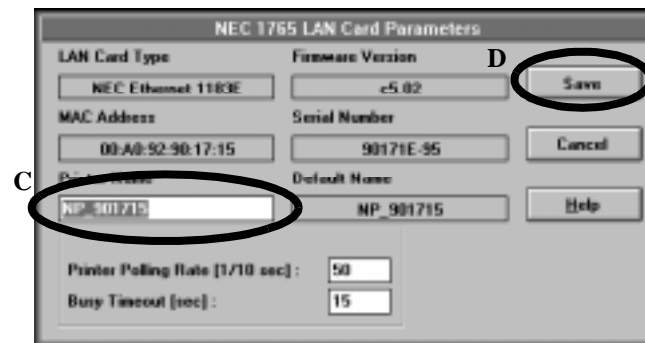 NEC 1765 LAN Card Parameters
LAN Card Type
Firmware Version
D
NEC Ethernet 1183E
c5.02
Save
MAC Address
Serial Number
00:A0:92:90:17:15
90171E-95
Cancel
C
Printer Name
Default Name
NP_901715
NP_901715
Help
Printer Polling Rate [1/10 sec] :
50
Busy Timeout [sec] :
15